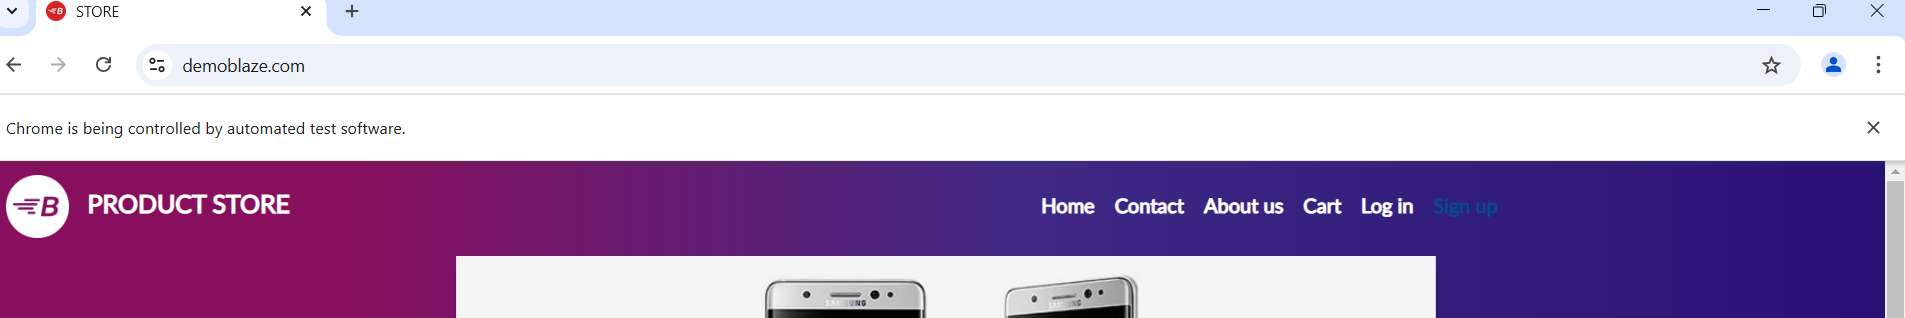 STORE
demoblaze.com
Chrome is being controlled by automated test software.
B PRODUCT STORE Home Contact About us Cart Log in Sign up
SAMSUNG SAMSUNG